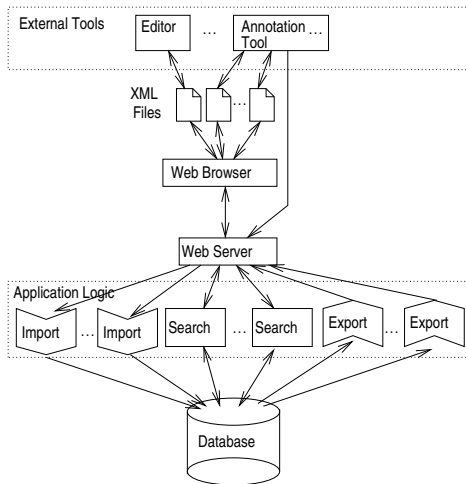 External Tools
Editor
...
Annotation ...
Tool
XML
Files
...
Web Browser
Web Server
Application Logic
Import ... Import Search ... Search Export ... Export
Database